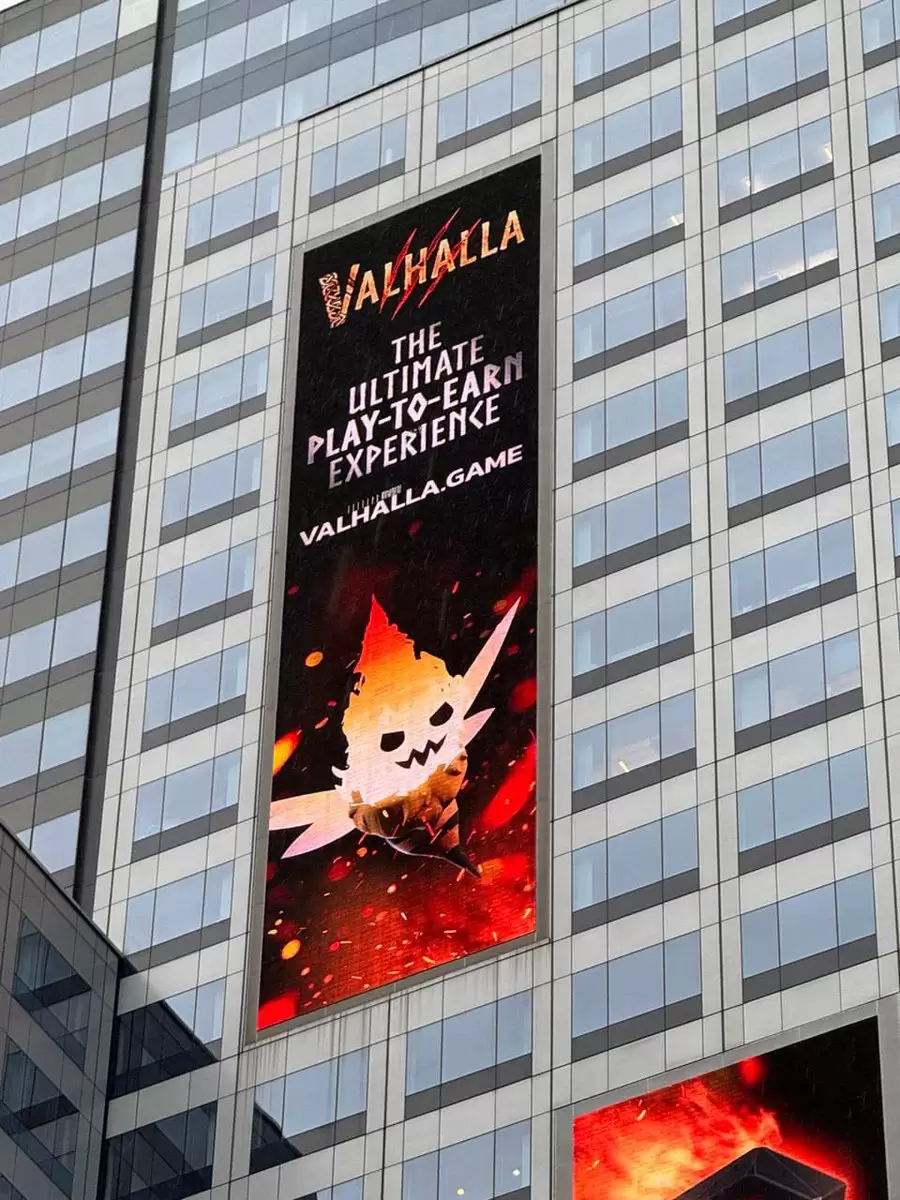 VALHALLA
THE
ULTIMATE
PLAY-TO-EARN
EXPERIENCE
VALHALLA.GAME